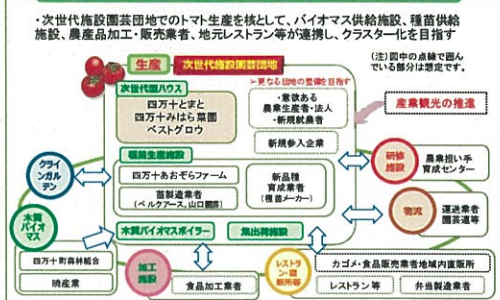 ・次世代施設園芸団地でのトマト生産を核として、バイオマス供給施設、種苗供給
施設、農産品加工・販売業者、地元レストラン等が連携し、クラスター化を目指す
(注)図中の点線で囲ん
でいる部分は想定です。
生産
次世代施設園芸団地
次世代型ハウス
四万十とまと
四万十みはら菜園
ベストグロウ
→更なる団地の整備を目指す
・意欲ある
農業生産者・法人
・新規就農者
新規参入企業
産業観光の推進
種苗生産施設
四万十あおぞらファーム
苗製造業者
(ベルクアース、山口園芸)
新品種
育成業者
(種苗メーカー)
クライン
ガルテン
研修
施設
農業担い手
育成センター
木質
バイオ
マス
木質バイオマスボイラー
集出荷施設
物流
運送業者
園芸連等
四万十町森林組合
暁産業
加工
施設
食品加工業者
レストラン・直
販所等
カゴメ・食品販売業者地域内直販所
レストラン等
弁当製造業者